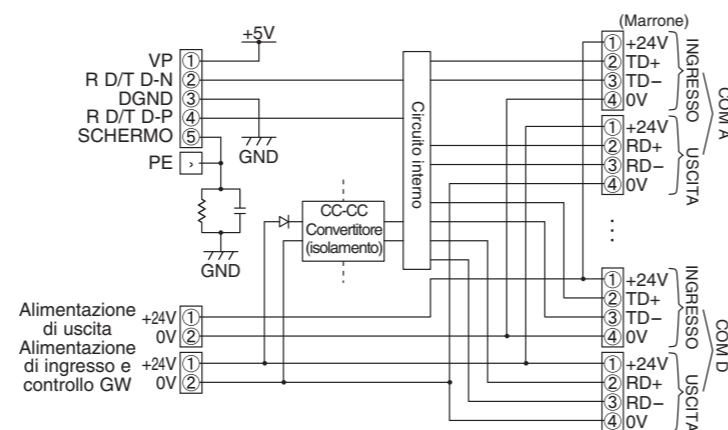 +5V
VP ①
R D/T D-N ②
DGND ③
R D/T D-P ④
SCHERMO ⑤
PE
GND
GND
CC-CC
Convertitore
(isolamento)
Circuito interno
Alimentazione
di uscita
+24V ①
0V ②
Alimentazione
di ingresso e
controllo GW
+24V ①
0V ②
(Marrone)
① +24V
② TD+
③ TD−
④ 0V
INGRESSO
① +24V
② RD+
③ RD−
④ 0V
USCITA
COM A
① +24V
② TD+
③ TD−
④ 0V
INGRESSO
① +24V
② RD+
③ RD−
④ 0V
USCITA
COM D